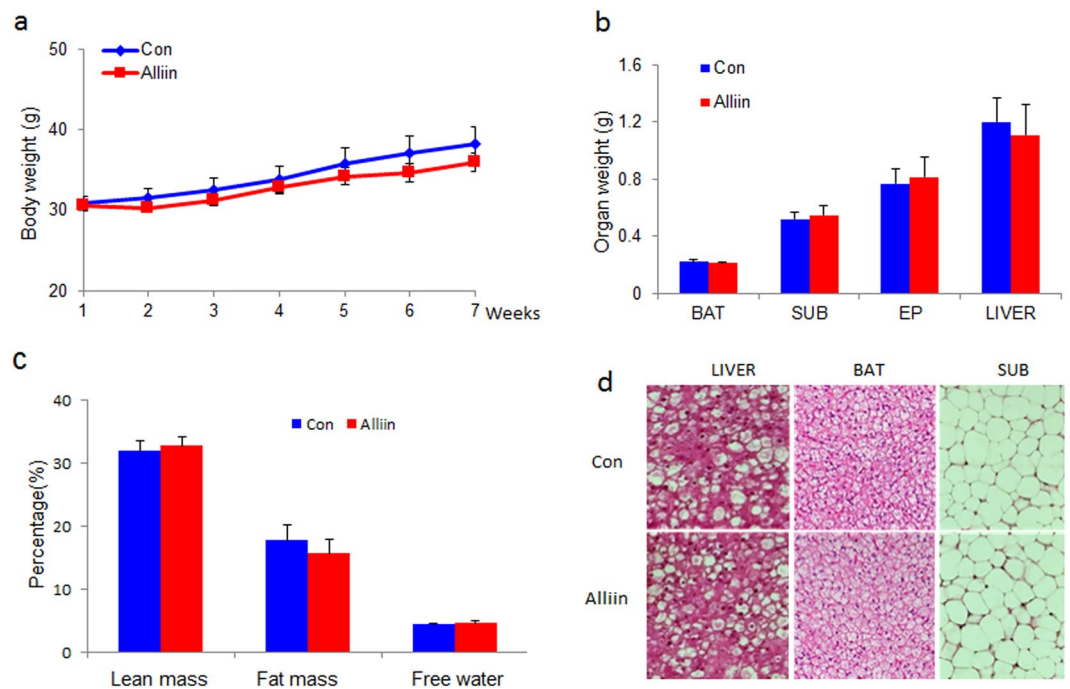 a
Con
Alliin
Body weight (g)
50
40
30
20
1 2 3 4 5 6 7 Weeks
b
Con
Alliin
Organ weight (g)
1.6
1.2
0.8
0.4
0
BAT SUB EP LIVER
c
Con Alliin
Percentage(%)
40
30
20
10
0
Lean mass Fat mass Free water
d
LIVER BAT SUB
Con
Alliin